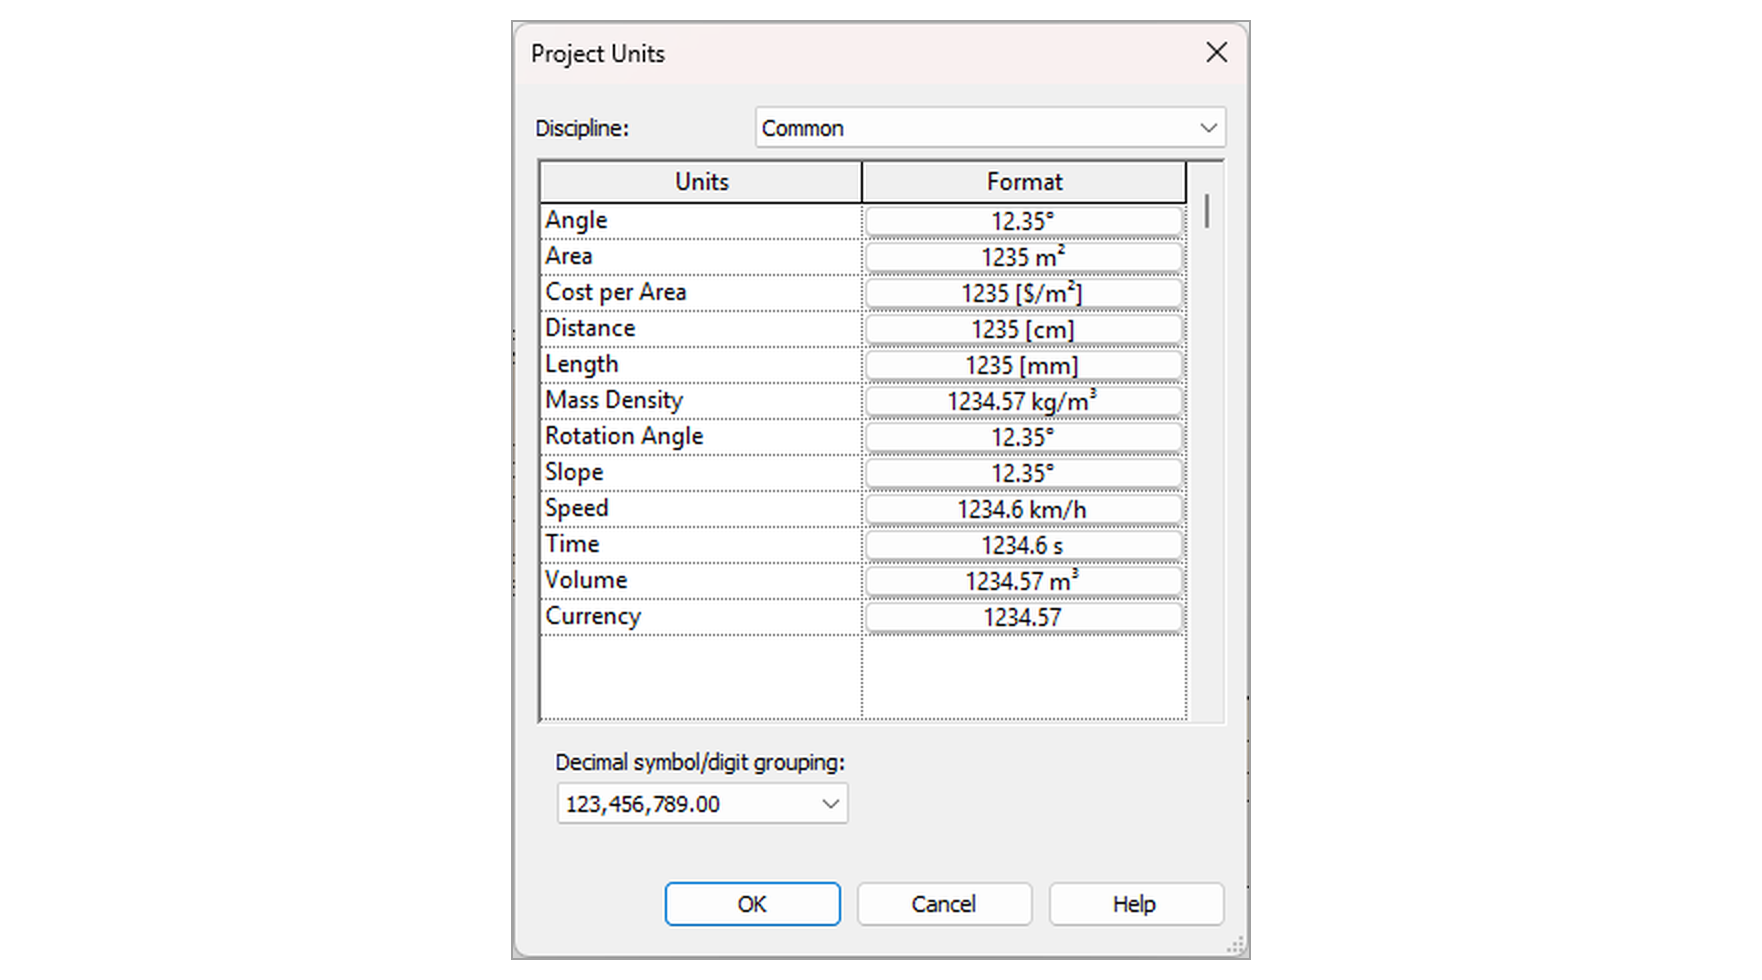 Project Units
Discipline: Common
Units Format
Angle 12.35°
Area 1235 m²
Cost per Area 1235 [$/m²]
Distance 1235 [cm]
Length 1235 [mm]
Mass Density 1234.57 kg/m³
Rotation Angle 12.35°
Slope 12.35°
Speed 1234.6 km/h
Time 1234.6 s
Volume 1234.57 m³
Currency 1234.57
Decimal symbol/digit grouping:
123,456,789.00
OK Cancel Help